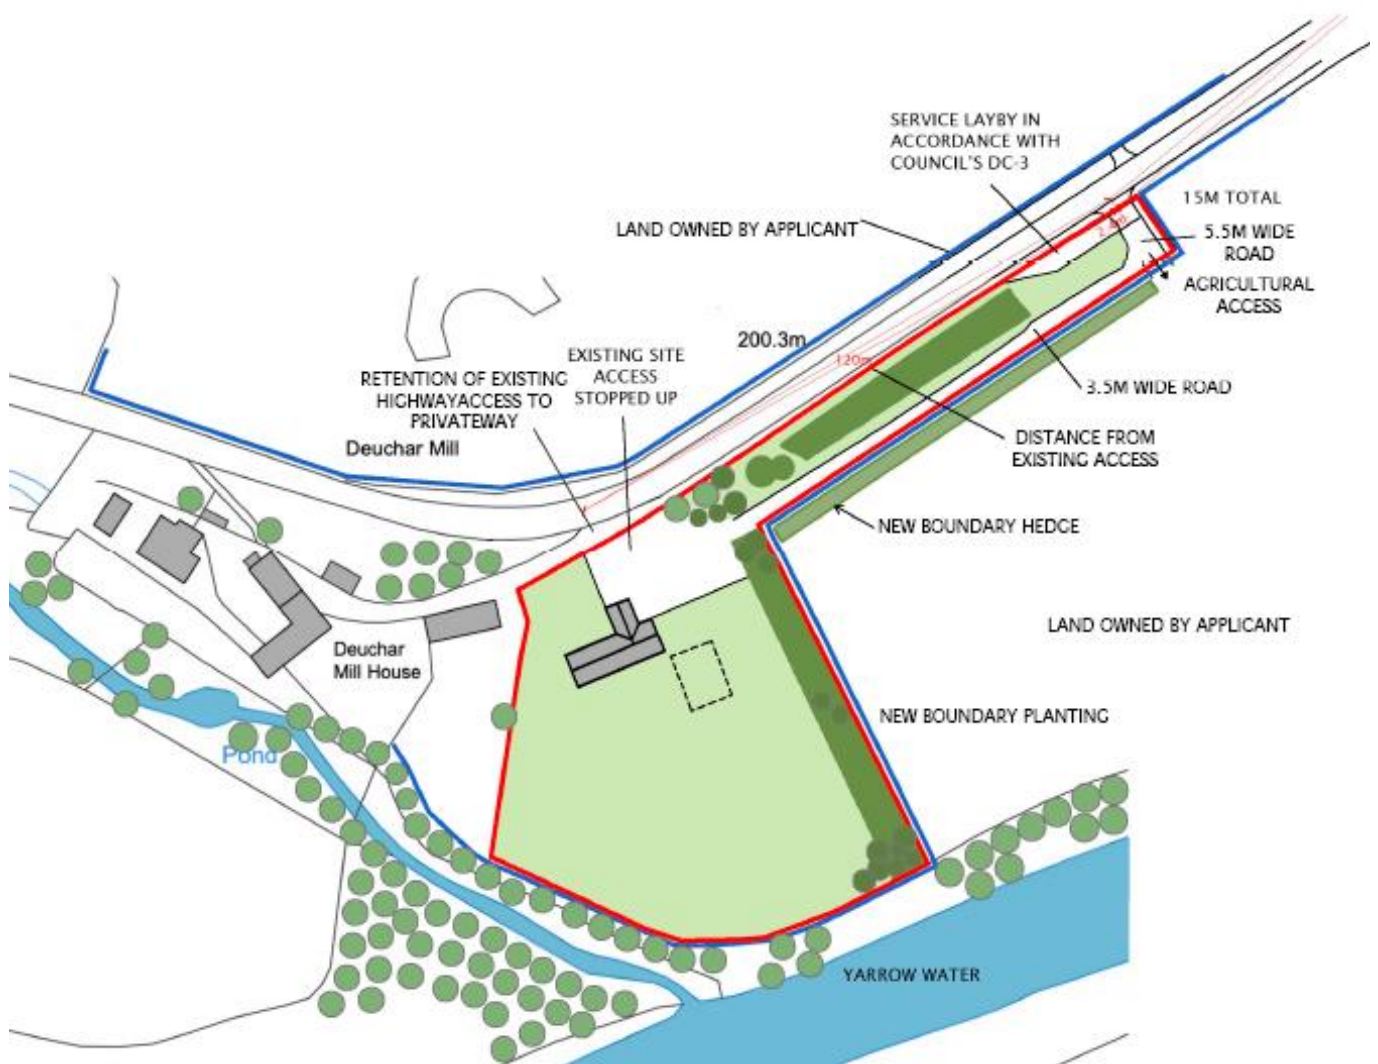 SERVICE LAYBY IN
ACCORDANCE WITH
COUNCIL'S DC-3
15M TOTAL
LAND OWNED BY APPLICANT
2.4m
5.5M WIDE
ROAD
AGRICULTURAL
ACCESS
200.3m
EXISTING SITE
ACCESS
STOPPED UP
120m
RETENTION OF EXISTING
HIGHWAYACCESS TO
PRIVATEWAY
3.5M WIDE ROAD
Deuchar Mill
DISTANCE FROM
EXISTING ACCESS
NEW BOUNDARY HEDGE
LAND OWNED BY APPLICANT
Deuchar
Mill House
NEW BOUNDARY PLANTING
Pond
YARROW WATER